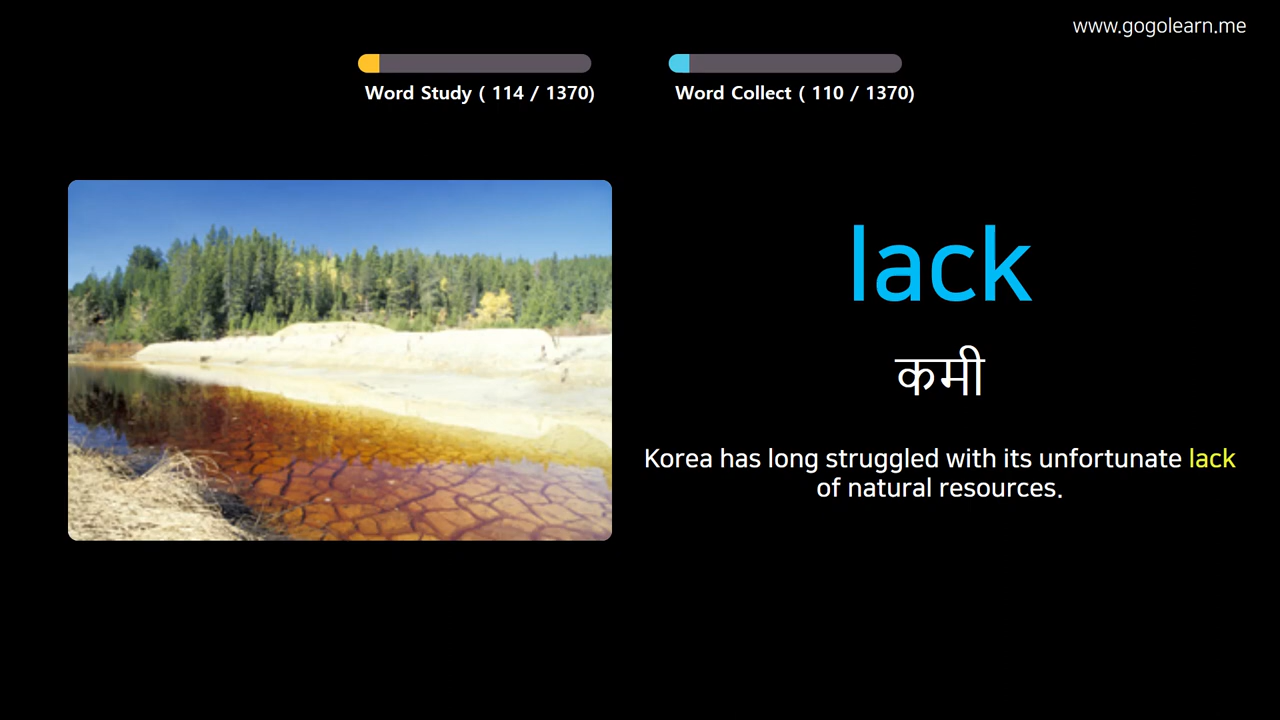 www.gogolearn.me
Word Study ( 114 / 1370)
Word Collect ( 110 / 1370)
lack
कमी
Korea has long struggled with its unfortunate lack
of natural resources.